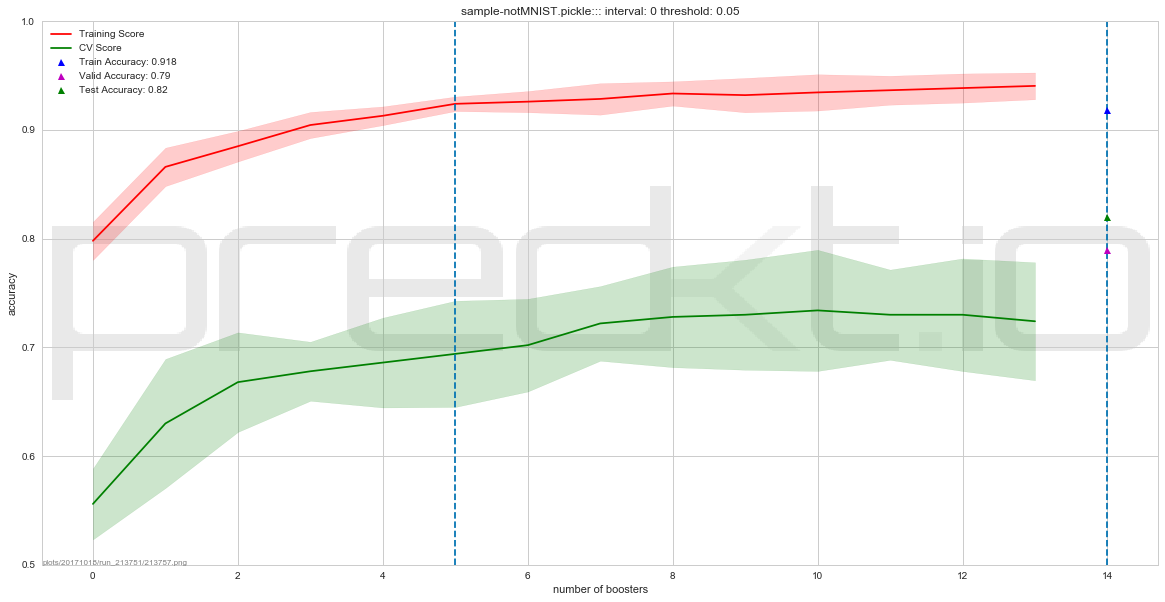 sample-notMNIST.pickle::: interval: 0 threshold: 0.05
1.0
0.9
0.8
0.7
0.6
0.5
accuracy
Training Score
CV Score
Train Accuracy: 0.918
Valid Accuracy: 0.79
Test Accuracy: 0.82
predkt.io
plots/20171015/run_213751/213757.png
0 2 4 6 8 10 12 14
number of boosters